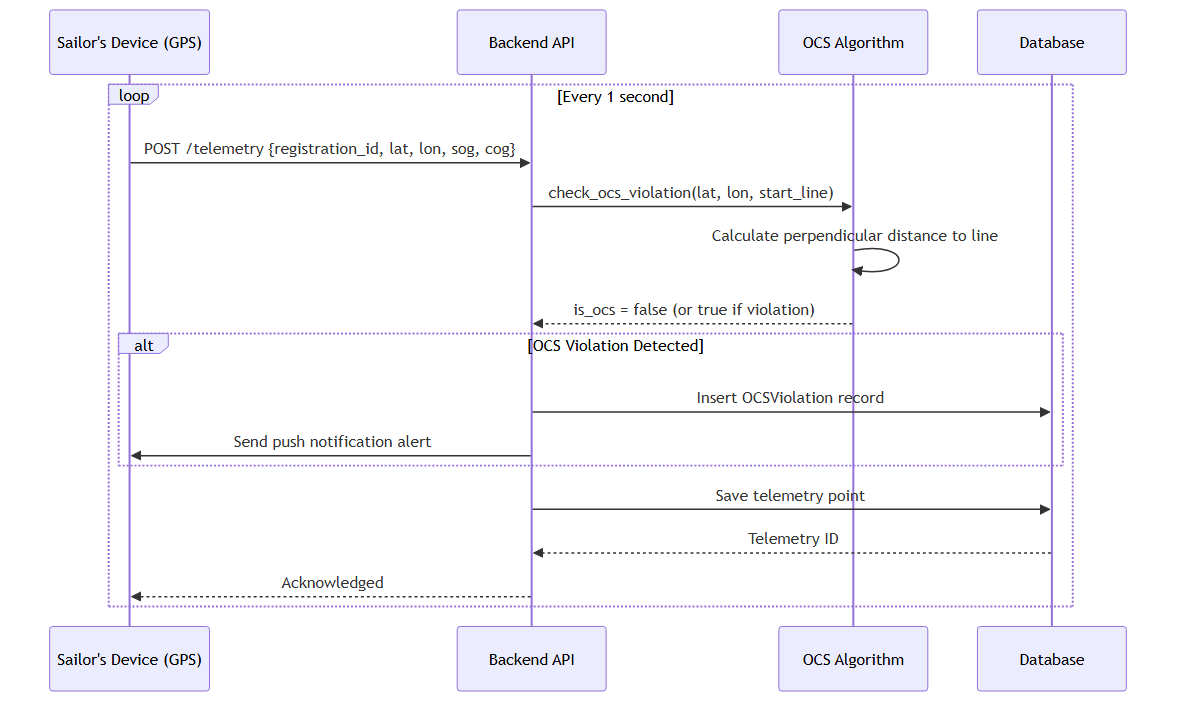 Sailor's Device (GPS)
Backend API
OCS Algorithm
Database
loop
[Every 1 second]
POST /telemetry {registration_id, lat, lon, sog, cog}
check_ocs_violation(lat, lon, start_line)
Calculate perpendicular distance to line
is_ocs = false (or true if violation)
alt
[OCS Violation Detected]
Insert OCSViolation record
Send push notification alert
Save telemetry point
Telemetry ID
Acknowledged
Sailor's Device (GPS)
Backend API
OCS Algorithm
Database